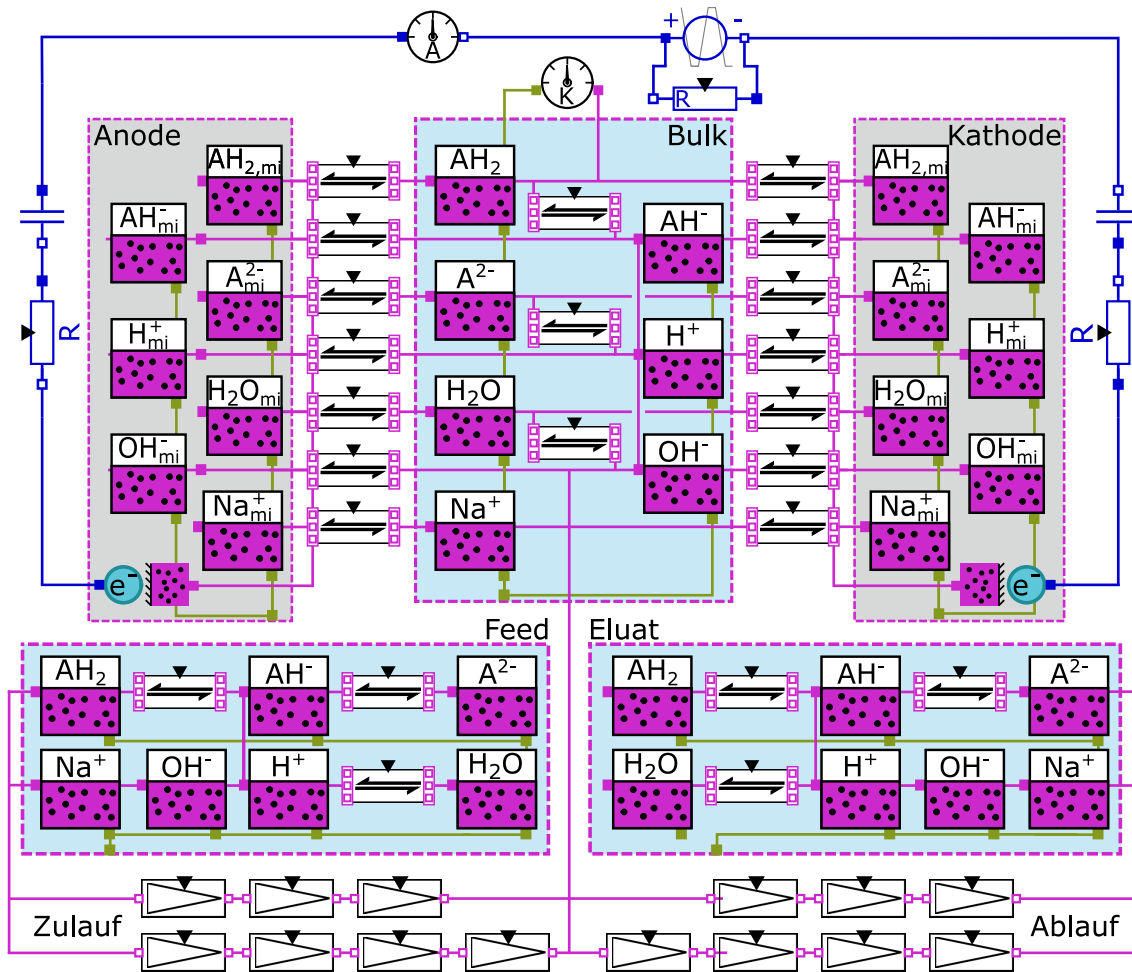 A
+ -
R
K
Anode
Bulk
Kathode
AH₂,mi
AH₂
AH₂,mi
AH⁻mi
AH⁻
AH⁻mi
A²⁻mi
A²⁻
A²⁻mi
R
H⁺mi
H⁺
H⁺mi
R
H₂Omi
H₂O
H₂Omi
OH⁻mi
OH⁻
OH⁻mi
Na⁺mi
Na⁺
Na⁺mi
e⁻
e⁻
Feed
Eluat
AH₂ AH⁻ A²⁻
AH₂ AH⁻ A²⁻
Na⁺ OH⁻ H⁺ H₂O
H₂O H⁺ OH⁻ Na⁺
Zulauf
Ablauf